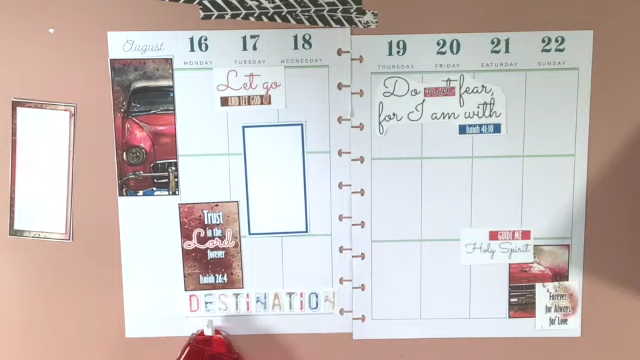 August
16 17 18
MONDAY TUESDAY WEDNESDAY
Let go
AND LET GOD
Trust
in the
Lord
forever
Isaiah 26:4
DESTINATION
19 20 21 22
THURSDAY FRIDAY SATURDAY SUNDAY
Do not fear,
for I am with
Isaiah 41:10
GUIDE ME
Holy Spirit
Forever,
for Always
for Love